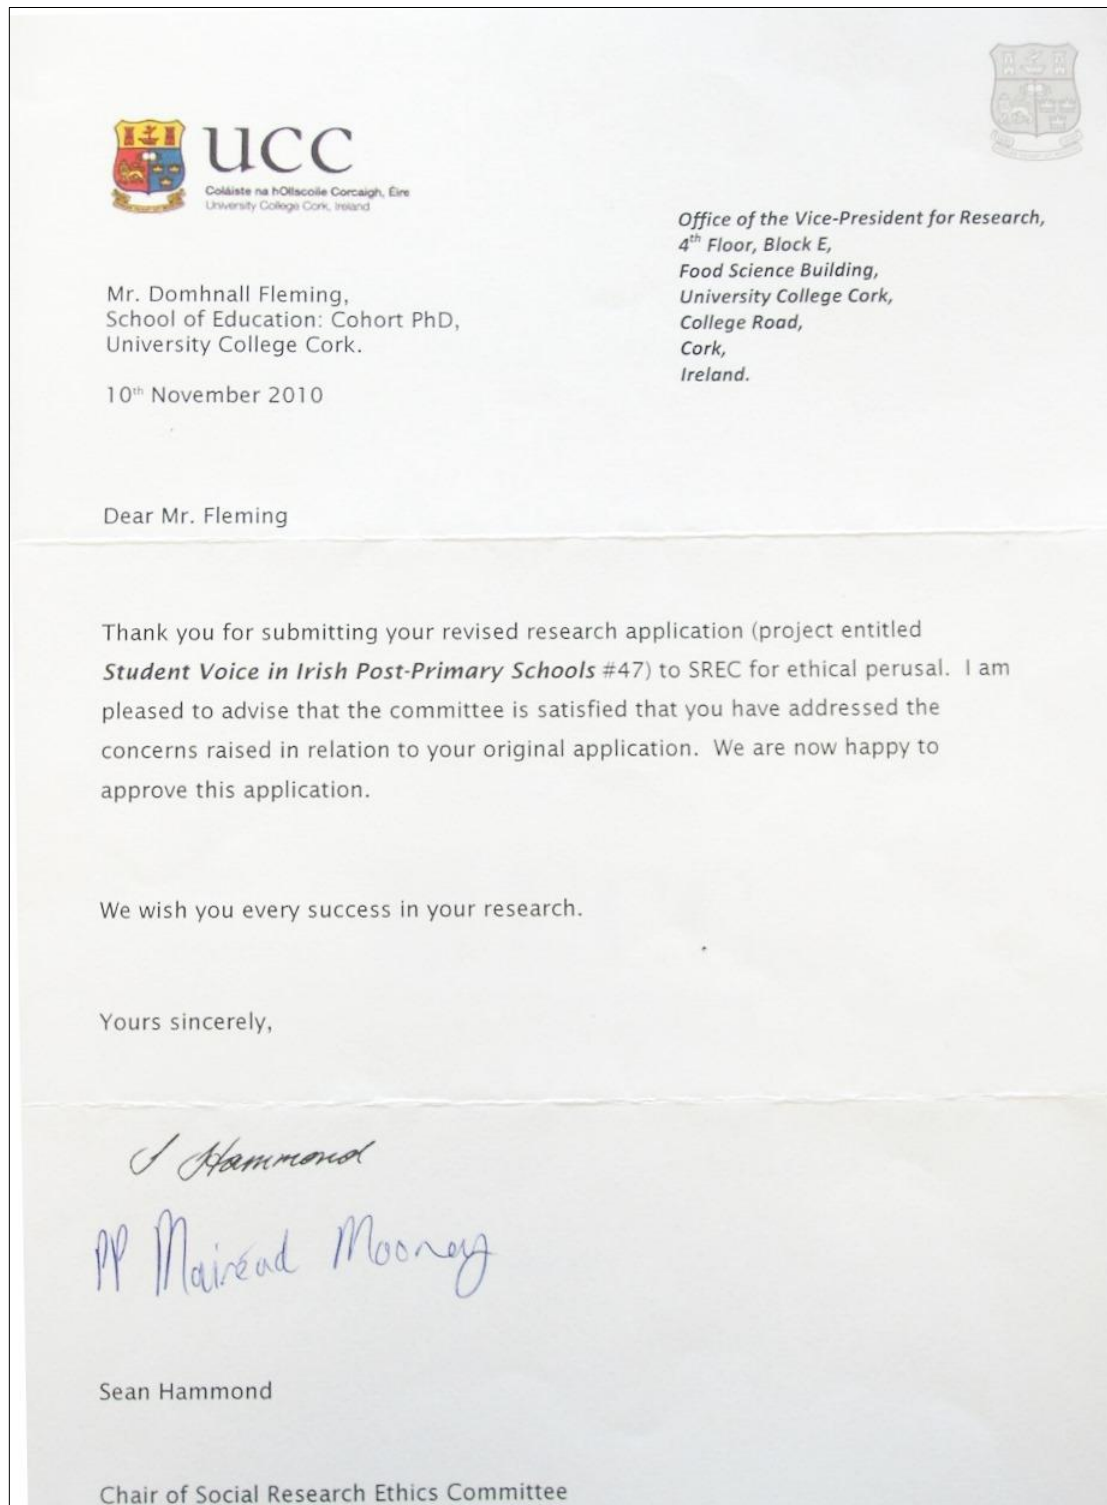 UCC
Coláiste na hOllscoile Corcaigh, Éire
University College Cork, Ireland
Office of the Vice-President for Research,
4th Floor, Block E,
Food Science Building,
University College Cork,
College Road,
Cork,
Ireland.
Mr. Domhnall Fleming,
School of Education: Cohort PhD,
University College Cork.
10th November 2010
Dear Mr. Fleming
Thank you for submitting your revised research application (project entitled
Student Voice in Irish Post-Primary Schools #47) to SREC for ethical perusal. I am
pleased to advise that the committee is satisfied that you have addressed the
concerns raised in relation to your original application. We are now happy to
approve this application.
We wish you every success in your research.
Yours sincerely,
S Hammond
PP Mairéad Mooney
Sean Hammond
Chair of Social Research Ethics Committee